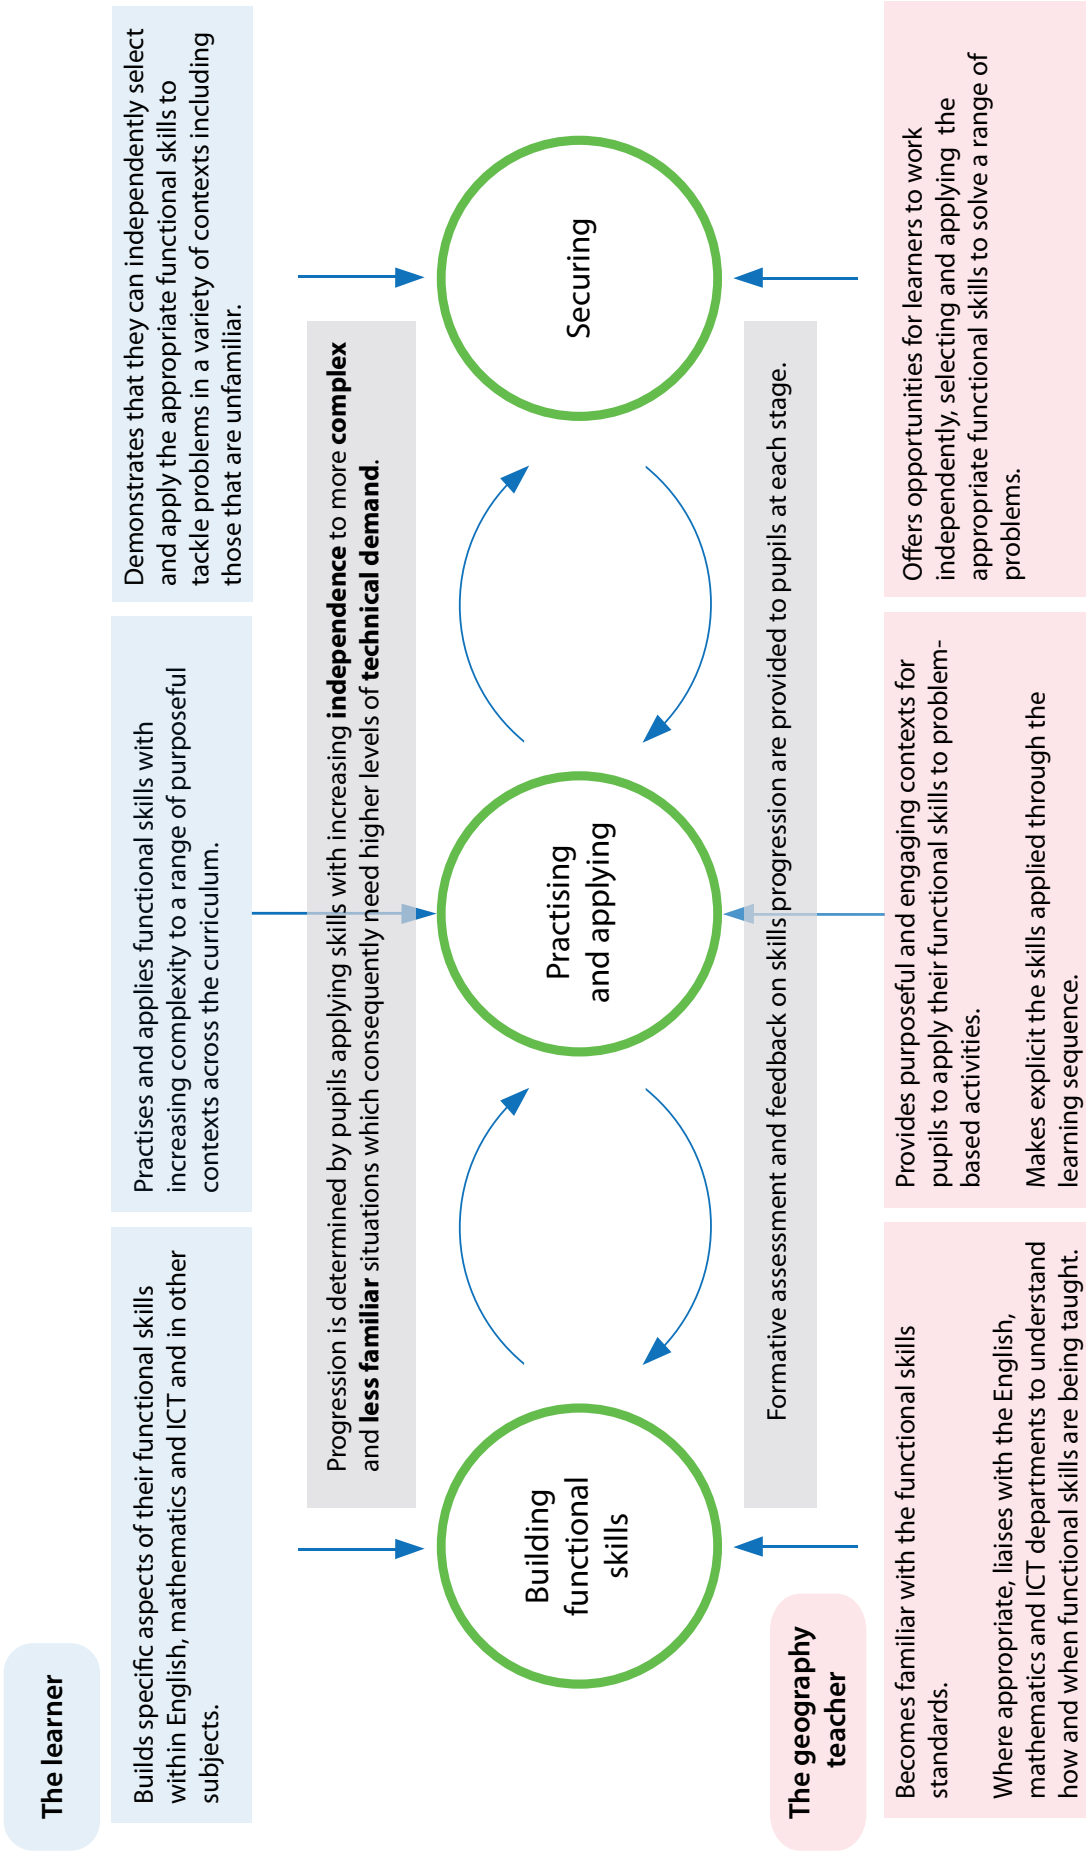 The learner
Builds specific aspects of their functional skills
within English, mathematics and ICT and in other
subjects.
Practises and applies functional skills with
increasing complexity to a range of purposeful
contexts across the curriculum.
Demonstrates that they can independently select
and apply the appropriate functional skills to
tackle problems in a variety of contexts including
those that are unfamiliar.
Progression is determined by pupils applying skills with increasing independence to more complex
and less familiar situations which consequently need higher levels of technical demand.
Building
functional
skills
Practising
and applying
Securing
Formative assessment and feedback on skills progression are provided to pupils at each stage.
The geography
teacher
Becomes familiar with the functional skills
standards.
Where appropriate, liaises with the English,
mathematics and ICT departments to understand
how and when functional skills are being taught.
Provides purposeful and engaging contexts for
pupils to apply their functional skills to problem-
based activities.
Makes explicit the skills applied through the
learning sequence.
Offers opportunities for learners to work
independently, selecting and applying the
appropriate functional skills to solve a range of
problems.